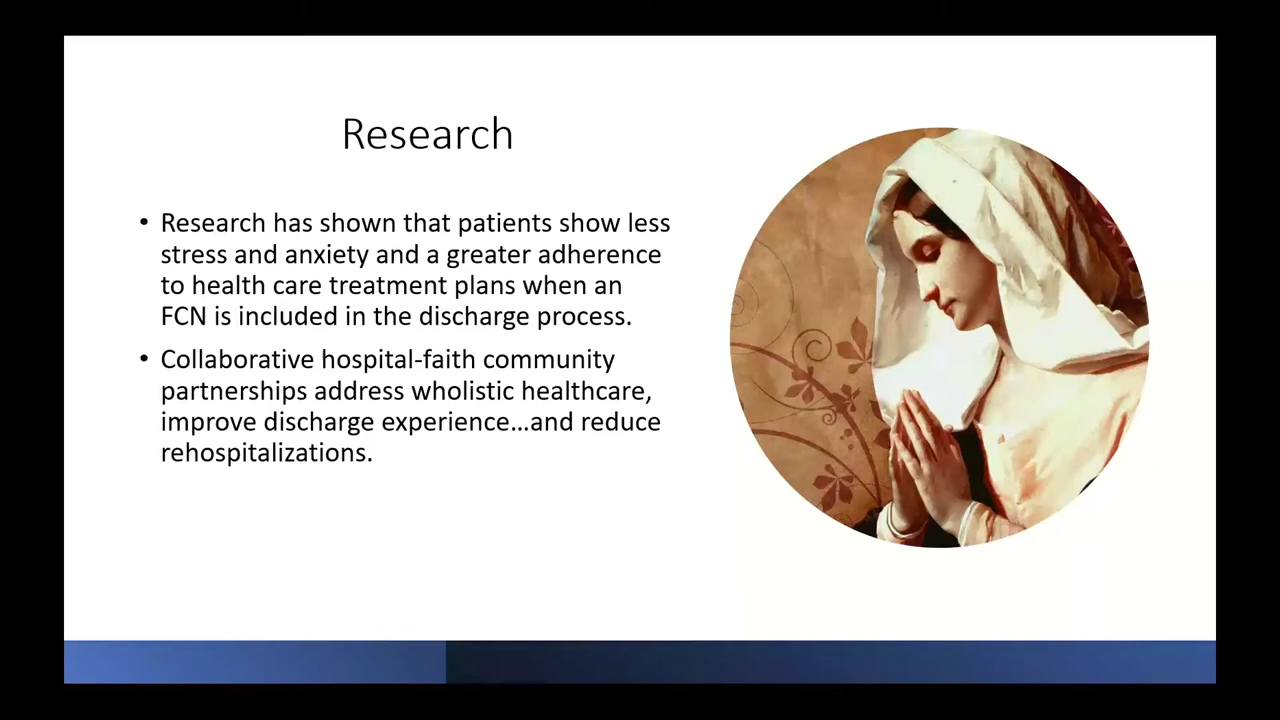 Research
• Research has shown that patients show less
stress and anxiety and a greater adherence
to health care treatment plans when an
FCN is included in the discharge process.
• Collaborative hospital-faith community
partnerships address wholistic healthcare,
improve discharge experience…and reduce
rehospitalizations.